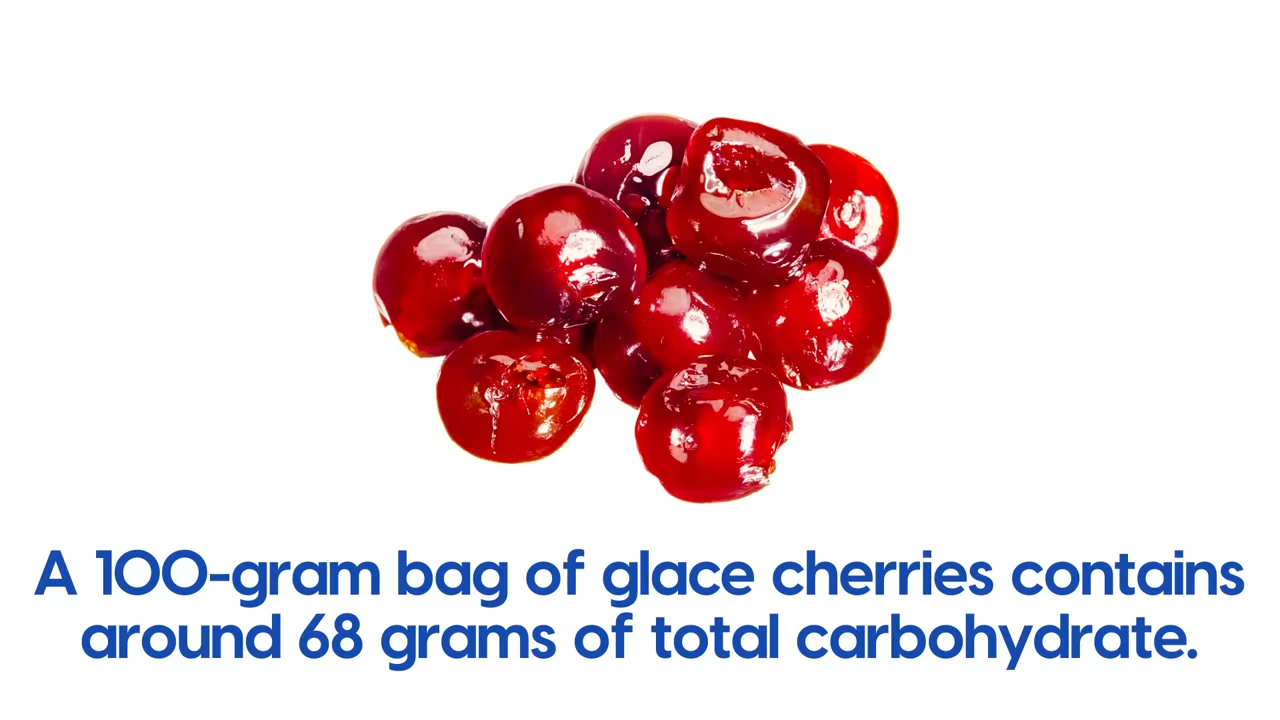 A 100-gram bag of glace cherries contains
around 68 grams of total carbohydrate.